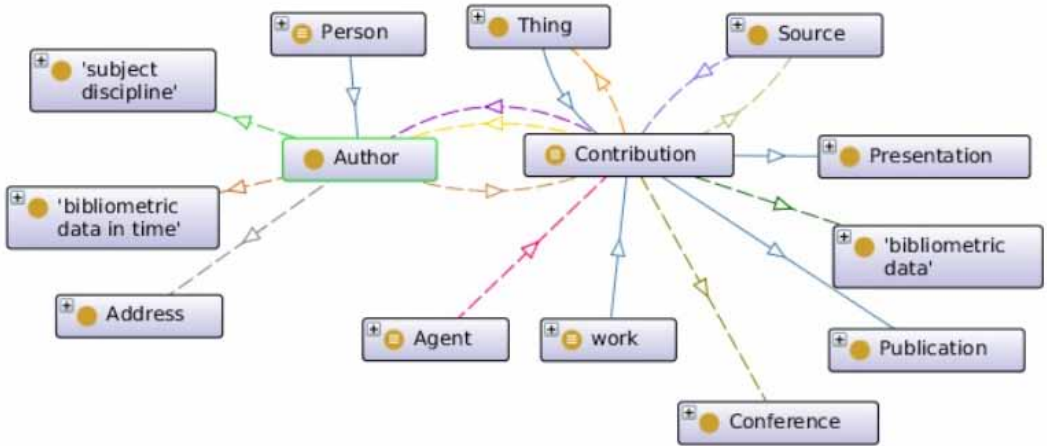 Person
Thing
Source
'subject
discipline'
Author
Contribution
Presentation
'bibliometric
data in time'
'bibliometric
data'
Address
Agent
work
Publication
Conference